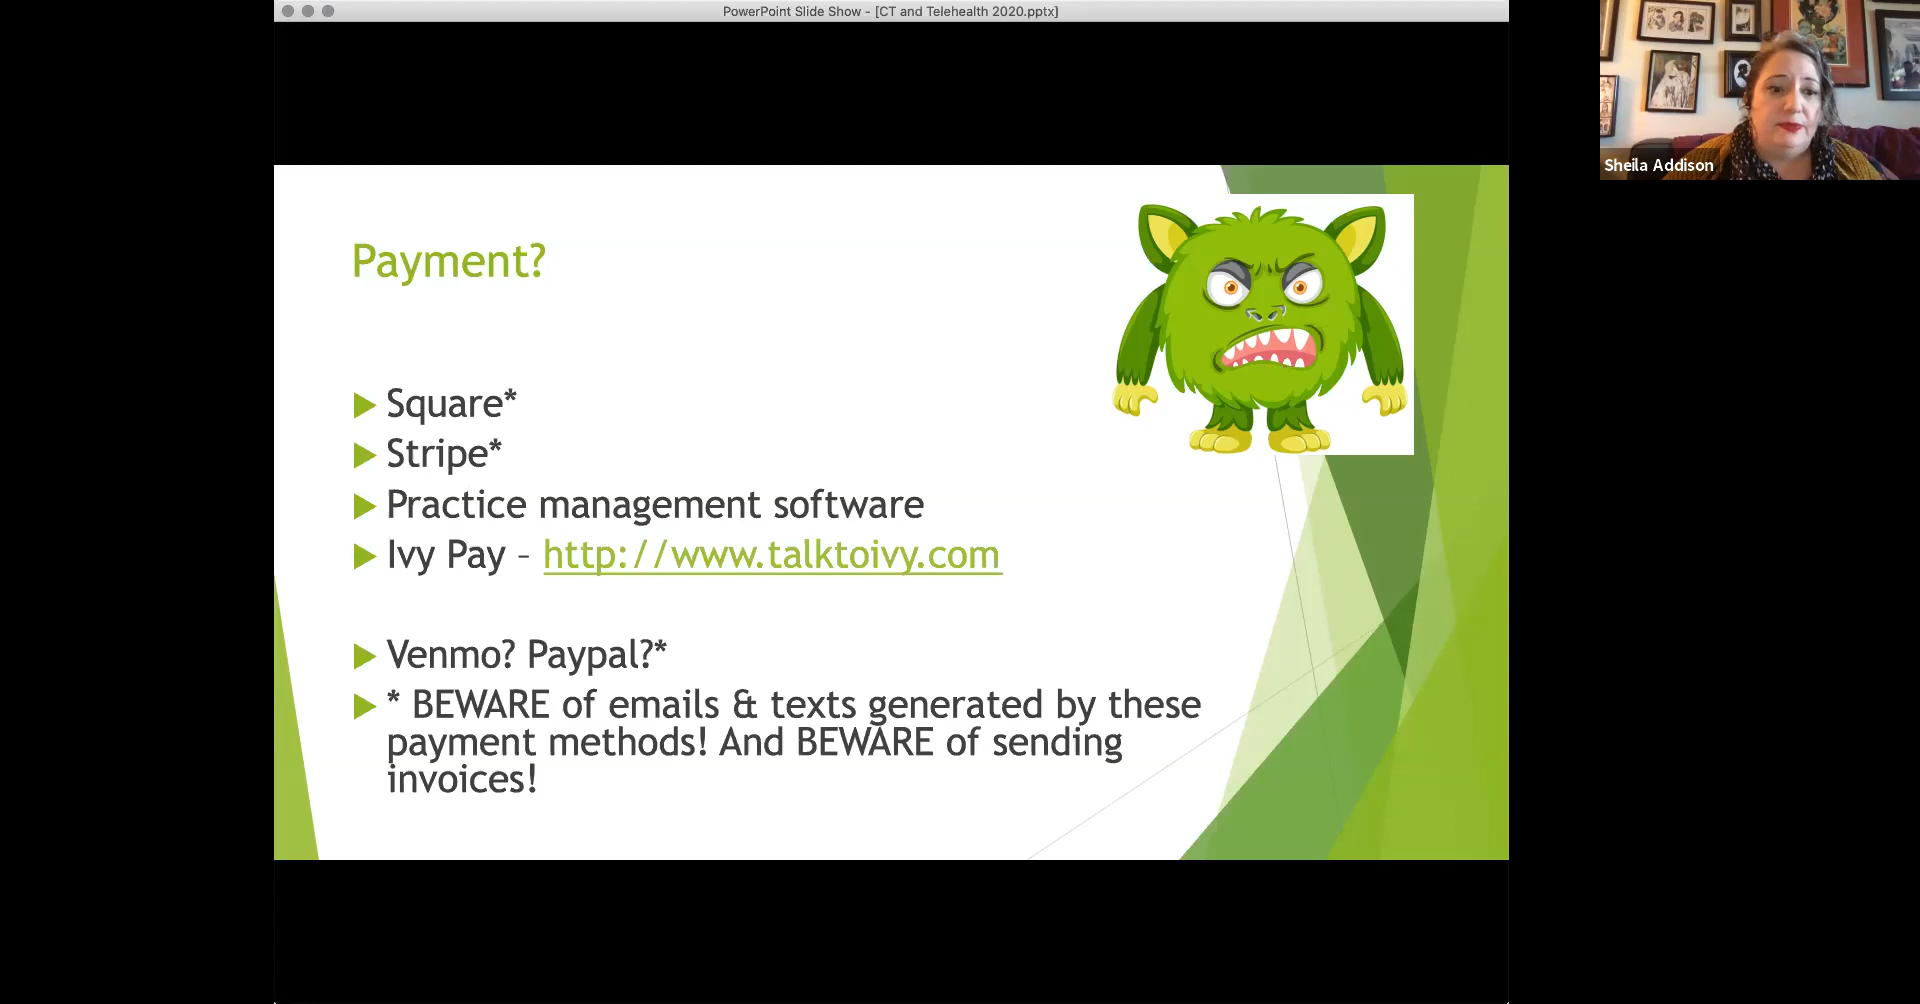 PowerPoint Slide Show - [CT and Telehealth 2020.pptx]
Sheila Addison
Payment?
Square*
Stripe*
Practice management software
Ivy Pay – http://www.talktoivy.com
Venmo? Paypal?*
* BEWARE of emails & texts generated by these
payment methods! And BEWARE of sending
invoices!